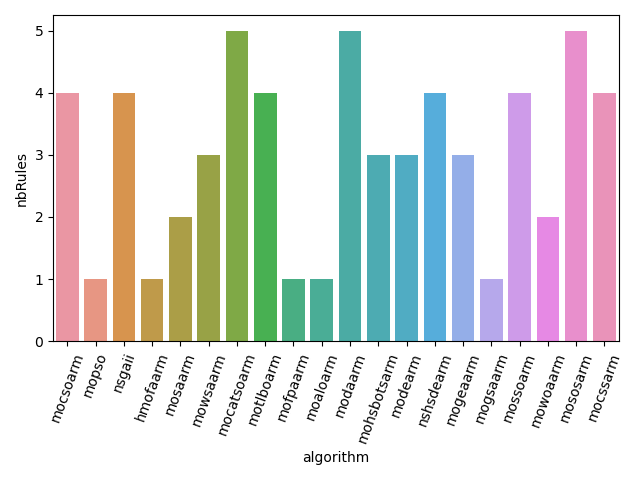 5
4
3
2
1
0
nbRules
mocsoarm
mopso
nsgaii
hmofaarm
mosaarm
mowsaarm
mocatsoarm
motlboarm
mofpaarm
moaloarm
modaarm
mohsbotsarm
modearm
nshsdearm
mogeaarm
mogsaarm
mossoarm
mowoaarm
mososarm
mocssarm
algorithm